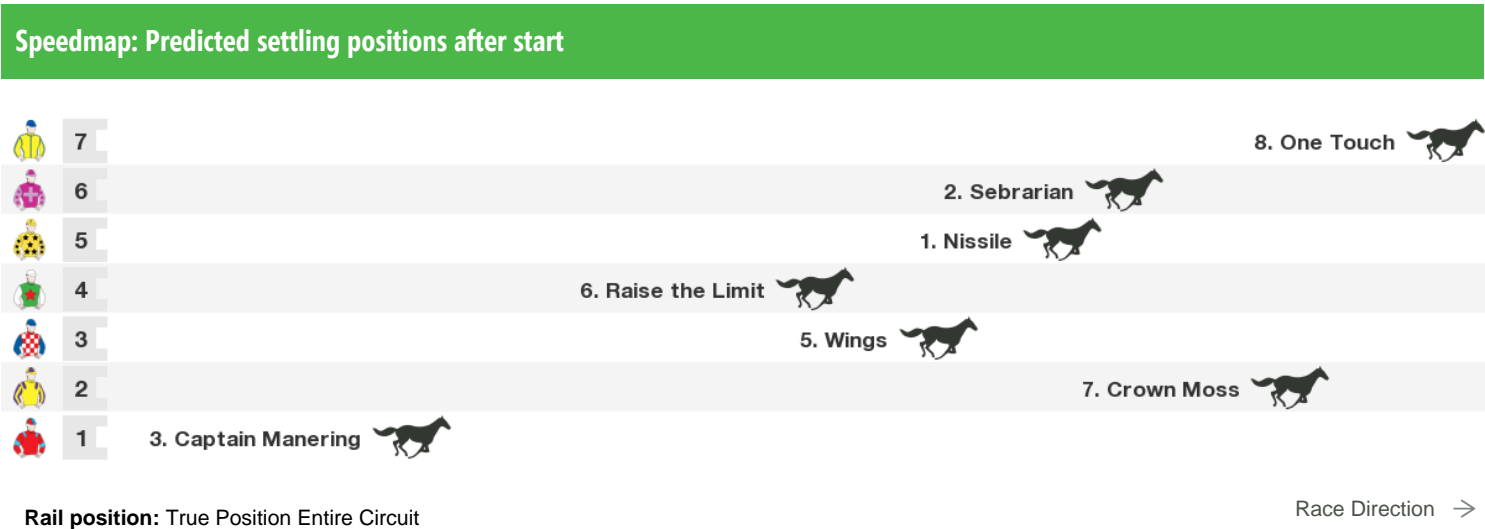 Speedmap: Predicted settling positions after start
7 8. One Touch
6 2. Sebrarian
5 1. Nissile
4 6. Raise the Limit
3 5. Wings
2 7. Crown Moss
1 3. Captain Manering
Rail position: True Position Entire Circuit
Race Direction →